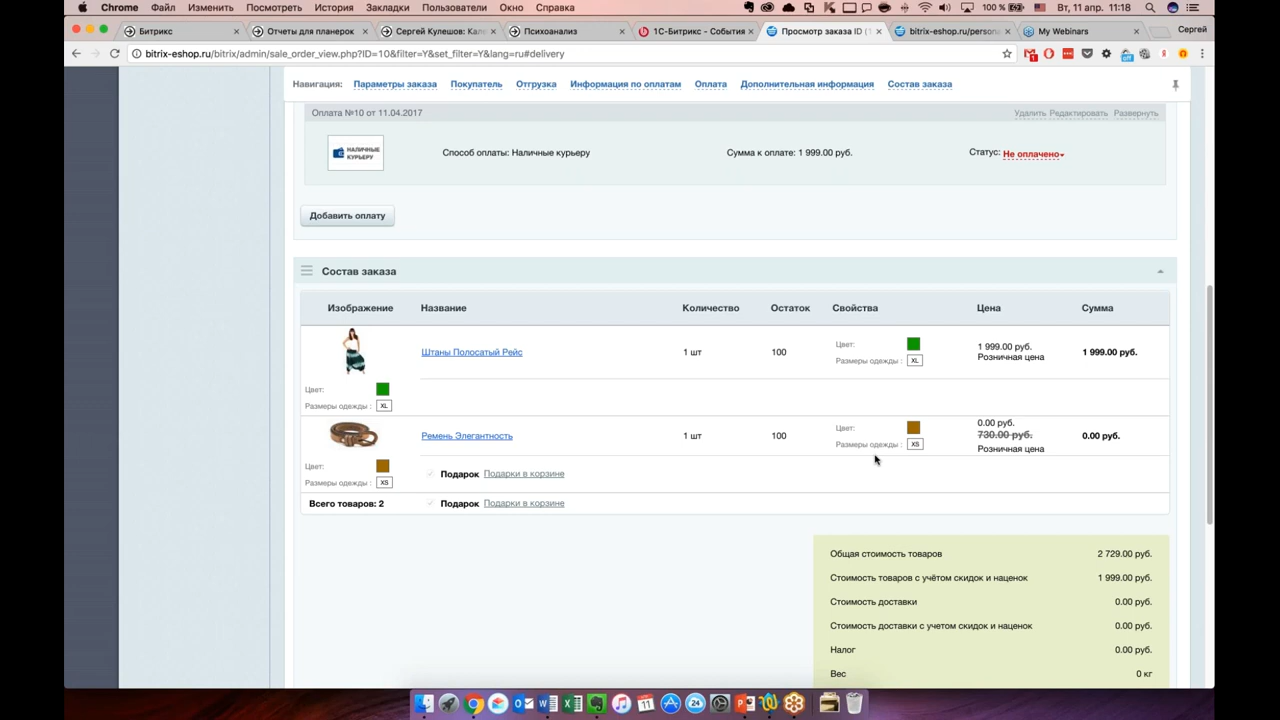 Chrome Файл Изменить Посмотреть История Закладки Пользователи Окно Справка 100 % Вт, 11 апр. 11:18
Битрикс Отчеты для планерок Сергей Кулешов: Кал Психоанализ 1С-Битрикс - События Просмотр заказа ID (1 bitrix-eshop.ru/persona My Webinars Сергей
bitrix-eshop.ru/bitrix/admin/sale_order_view.php?ID=10&filter=Y&set_filter=Y&lang=ru#delivery
Навигация: Параметры заказа Покупатель Отгрузка Информация по оплатам Оплата Дополнительная информация Состав заказа
Оплата №10 от 11.04.2017 Удалить Редактировать Развернуть
НАЛИЧНЫЕ
КУРЬЕРУ
Способ оплаты: Наличные курьеру Сумма к оплате: 1 999.00 руб. Статус: Не оплачено
Добавить оплату
Состав заказа
Изображение Название Количество Остаток Свойства Цена Сумма
Штаны Полосатый Рейс 1 шт 100 Цвет: 1 999.00 руб. 1 999.00 руб.
Размеры одежды : XL Розничная цена
Цвет:
Размеры одежды : XL
Ремень Элегантность 1 шт 100 Цвет: 0.00 руб. 0.00 руб.
730.00 руб.
Размеры одежды : XS Розничная цена
Цвет:
Размеры одежды : XS
Подарок Подарки в корзине
Всего товаров: 2 Подарок Подарки в корзине
Общая стоимость товаров 2 729.00 руб.
Стоимость товаров с учётом скидок и наценок 1 999.00 руб.
Стоимость доставки 0.00 руб.
Стоимость доставки с учетом скидок и наценок 0.00 руб.
Налог 0.00 руб.
Вес 0 кг